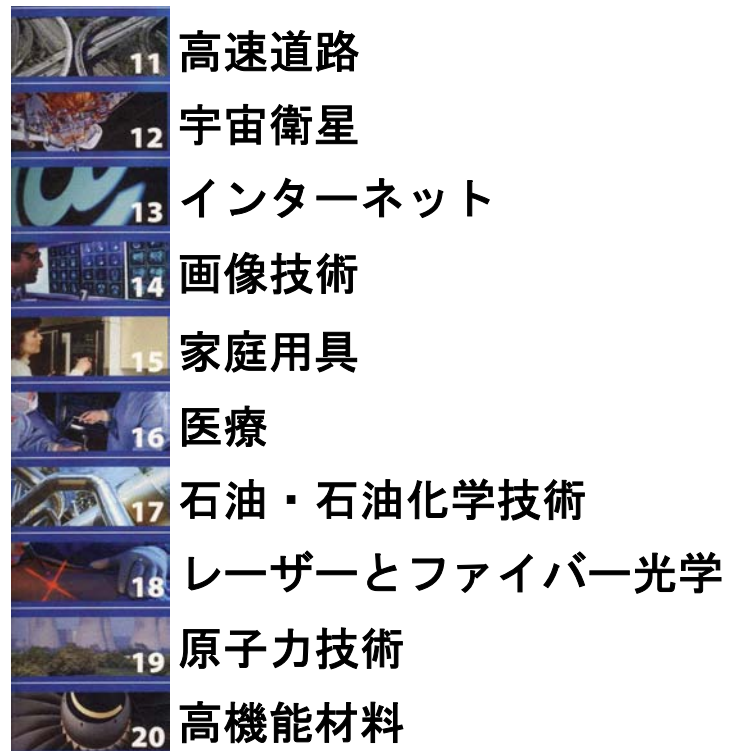 11 高速道路
12 宇宙衛星
13 インターネット
14 画像技術
15 家庭用具
16 医療
17 石油・石油化学技術
18 レーザーとファイバー光学
19 原子力技術
20 高機能材料